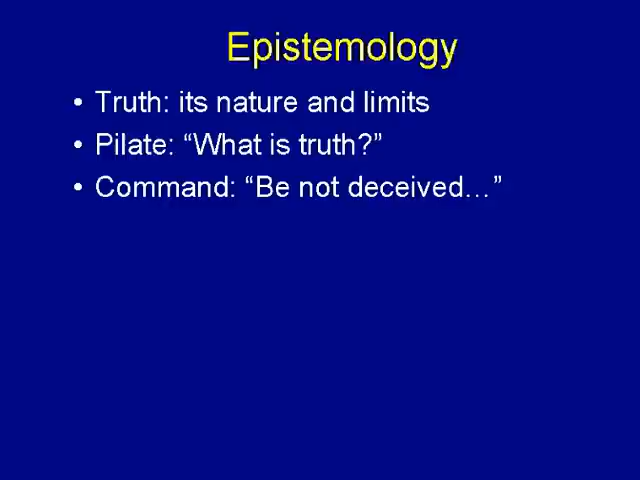 Epistemology
• Truth: its nature and limits
• Pilate: “What is truth?”
• Command: “Be not deceived…”